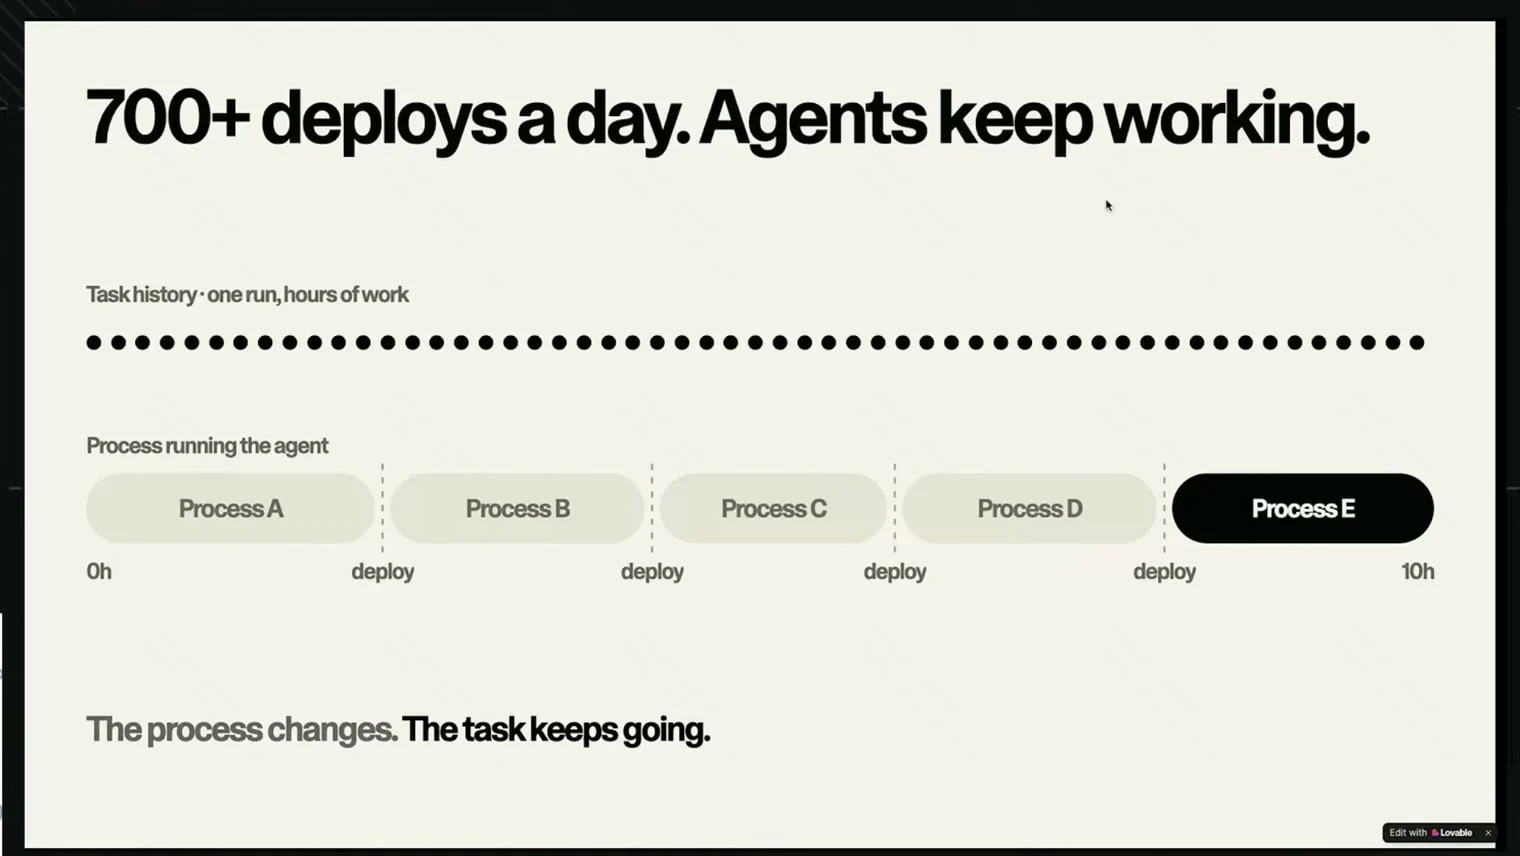 700+ deploys a day. Agents keep working.
Task history · one run, hours of work
Process running the agent
Process A
Process B
Process C
Process D
Process E
0h
deploy
deploy
deploy
deploy
10h
The process changes. The task keeps going.
Edit with Lovable ×